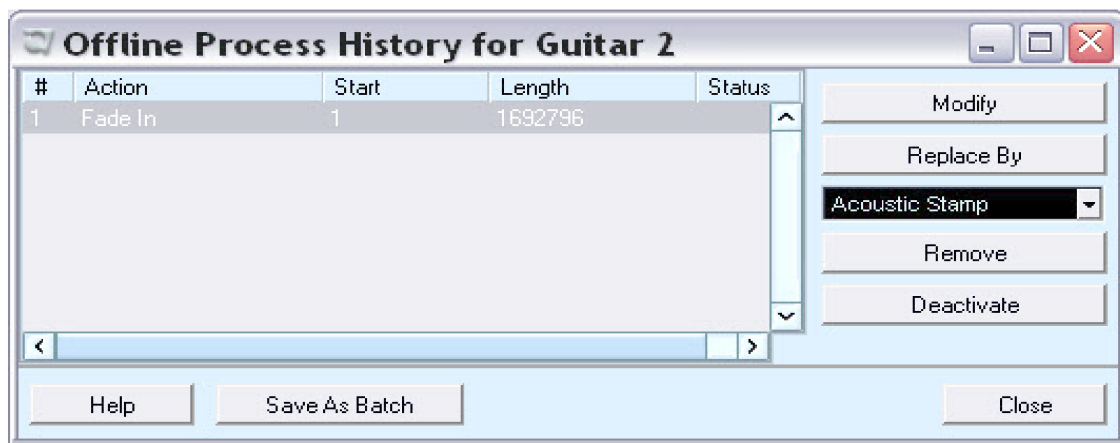 Offline Process History for Guitar 2
# Action Start Length Status
1 Fade In 1 1692796
Modify
Replace By
Acoustic Stamp
Remove
Deactivate
Help Save As Batch Close